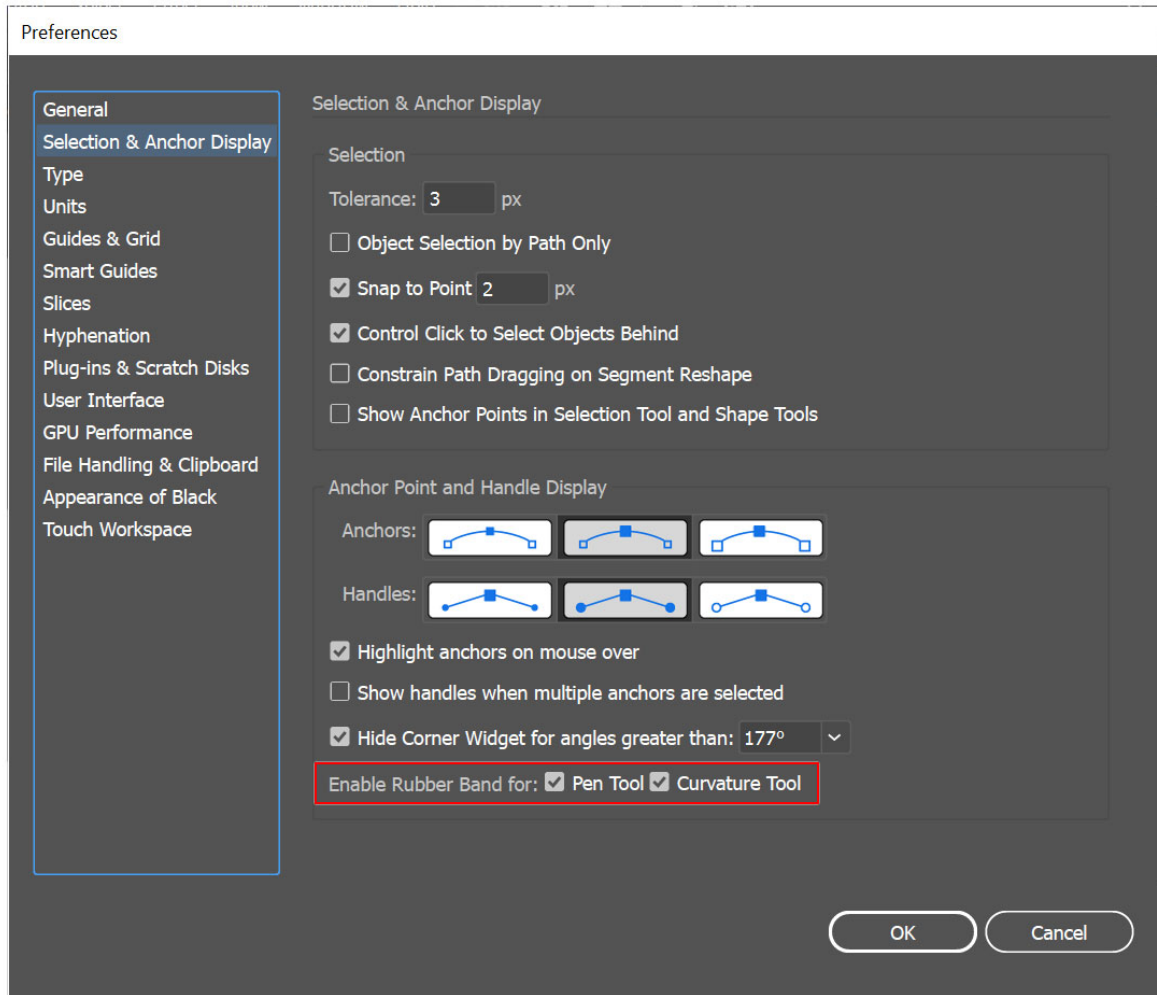 Preferences
General
Selection & Anchor Display
Type
Units
Guides & Grid
Smart Guides
Slices
Hyphenation
Plug-ins & Scratch Disks
User Interface
GPU Performance
File Handling & Clipboard
Appearance of Black
Touch Workspace
Selection & Anchor Display
Selection
Tolerance: 3 px
Object Selection by Path Only
Snap to Point 2 px
Control Click to Select Objects Behind
Constrain Path Dragging on Segment Reshape
Show Anchor Points in Selection Tool and Shape Tools
Anchor Point and Handle Display
Anchors:
Handles:
Highlight anchors on mouse over
Show handles when multiple anchors are selected
Hide Corner Widget for angles greater than: 177°
Enable Rubber Band for: Pen Tool Curvature Tool
OK Cancel